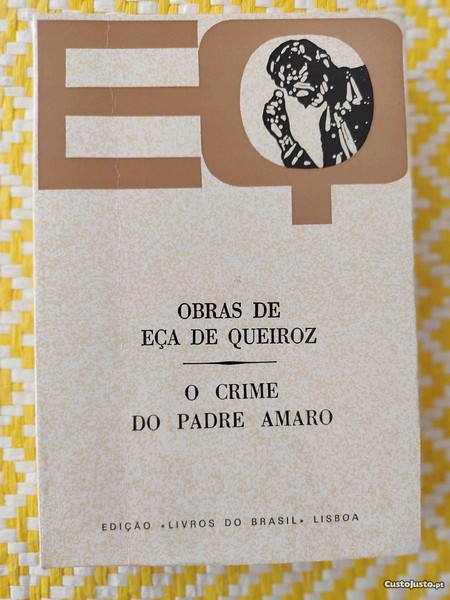 EQ
OBRAS DE
EÇA DE QUEIROZ
O CRIME
DO PADRE AMARO
EDIÇÃO «LIVROS DO BRASIL» LISBOA
CustoJusto.pt